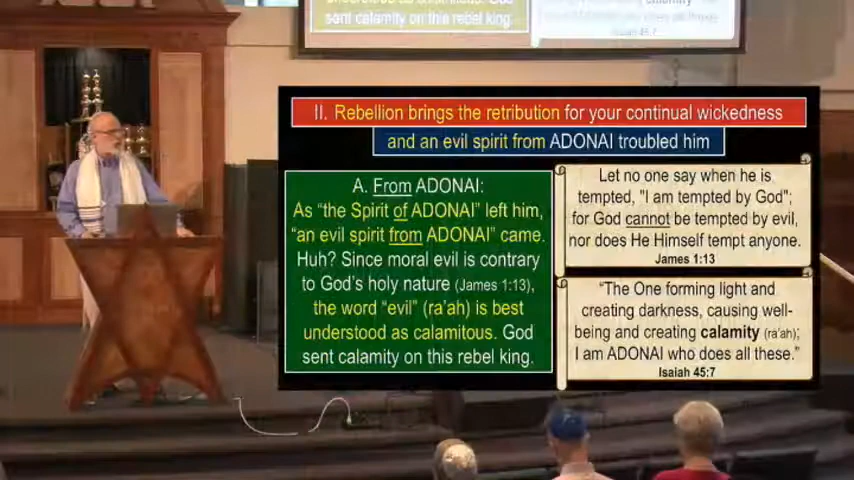 sent calamity on this rebel king.
Isaiah 45:7
II. Rebellion brings the retribution for your continual wickedness
and an evil spirit from ADONAI troubled him
A. From ADONAI:
As “the Spirit of ADONAI” left him,
“an evil spirit from ADONAI” came.
Huh? Since moral evil is contrary
to God's holy nature (James 1:13),
the word “evil” (ra'ah) is best
understood as calamitous. God
sent calamity on this rebel king.
Let no one say when he is
tempted, "I am tempted by God";
for God cannot be tempted by evil,
nor does He Himself tempt anyone.
James 1:13
“The One forming light and
creating darkness, causing well-
being and creating calamity (ra'ah);
I am ADONAI who does all these.”
Isaiah 45:7